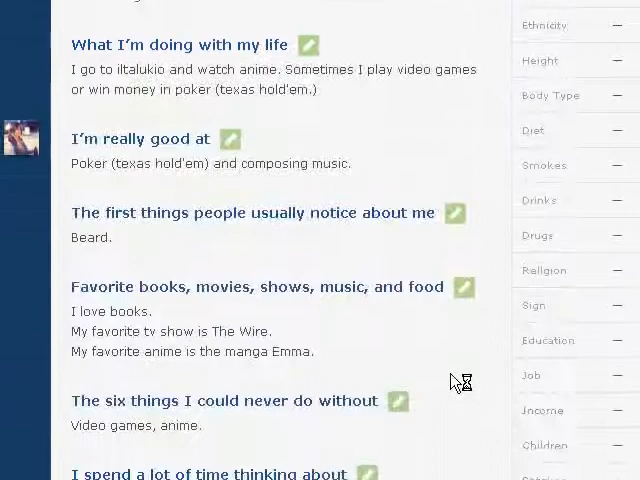 What I'm doing with my life
I go to iltalukio and watch anime. Sometimes I play video games
or win money in poker (texas hold'em.)
I'm really good at
Poker (texas hold'em) and composing music.
The first things people usually notice about me
Beard.
Favorite books, movies, shows, music, and food
I love books.
My favorite tv show is The Wire.
My favorite anime is the manga Emma.
The six things I could never do without
Video games, anime.
I spend a lot of time thinking about
Ethnicity —
Height —
Body Type —
Diet —
Smokes —
Drinks —
Drugs —
Religion —
Sign —
Education —
Job —
Income —
Children —